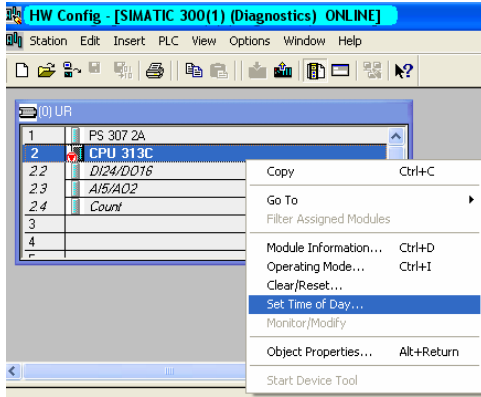 HW Config - [SIMATIC 300(1) (Diagnostics) ONLINE]
Station Edit Insert PLC View Options Window Help
(0) UR
1 PS 307 2A
2 CPU 313C
2.2 DI24/DO16
2.3 AI5/AO2
2.4 Count
3
4
Copy Ctrl+C
Go To
Filter Assigned Modules
Module Information... Ctrl+D
Operating Mode... Ctrl+I
Clear/Reset...
Set Time of Day...
Monitor/Modify
Object Properties... Alt+Return
Start Device Tool